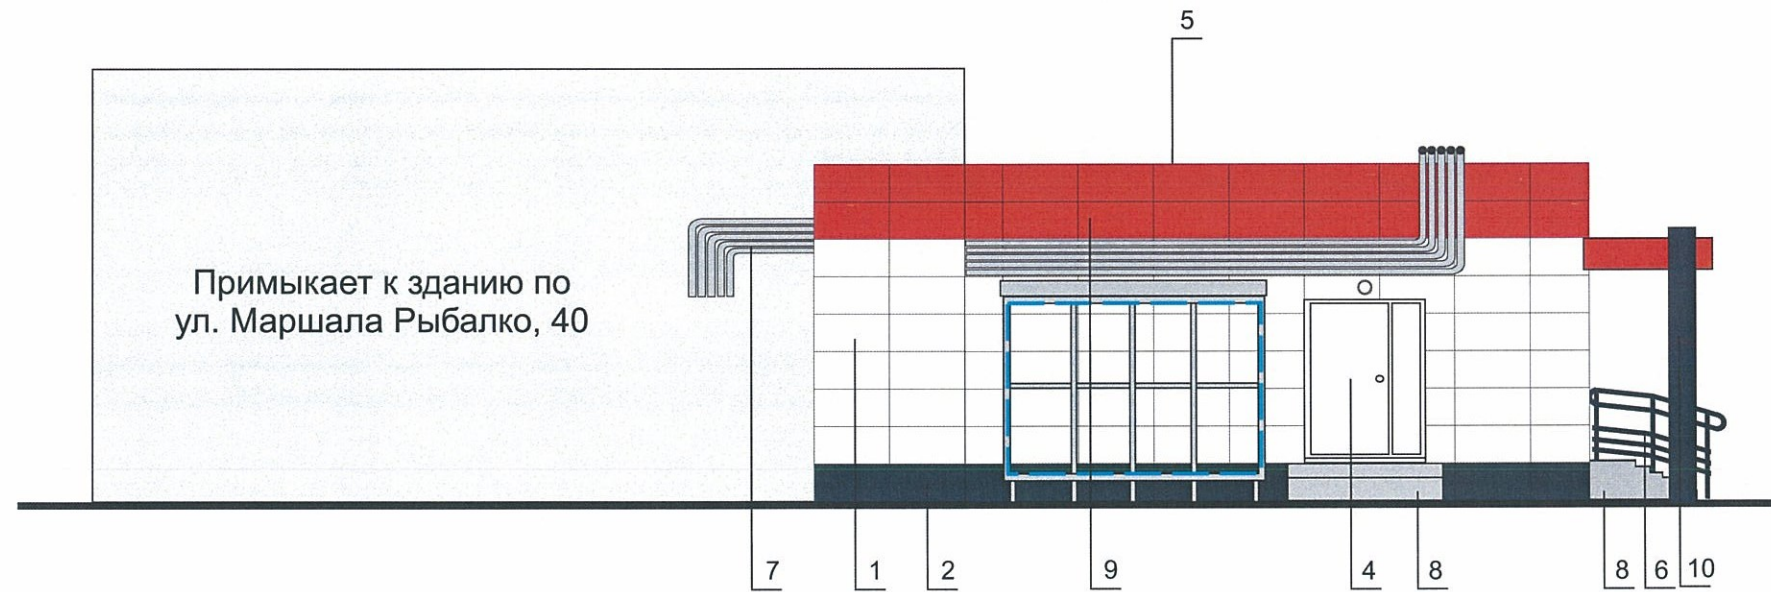 5
Примыкает к зданию по
ул. Маршала Рыбалко, 40
7 1 2 9 4 8 8 6 10